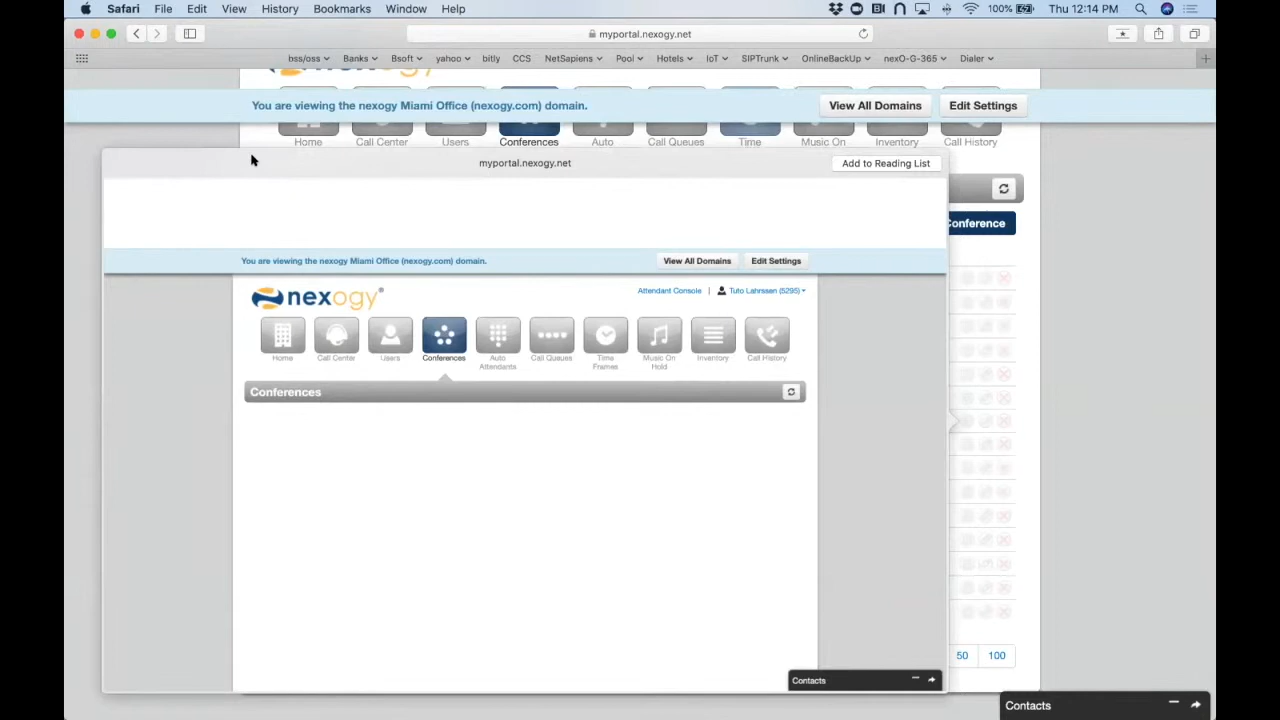 Safari File Edit View History Bookmarks Window Help 100% Thu 12:14 PM
myportal.nexogy.net
bss/oss Banks Bsoft yahoo bitly CCS NetSapiens Pool Hotels IoT SIPTrunk OnlineBackUp nexO-G-365 Dialer
nexogy
You are viewing the nexogy Miami Office (nexogy.com) domain. View All Domains Edit Settings
Home Call Center Users Conferences Auto Call Queues Time Music On Inventory Call History
myportal.nexogy.net Add to Reading List
Conference
You are viewing the nexogy Miami Office (nexogy.com) domain. View All Domains Edit Settings
nexogy® Attendant Console | Tuto Lahrssen (5295)
Home Call Center Users Conferences Auto Attendants Call Queues Time Frames Music On Hold Inventory Call History
Conferences
50 100
Contacts
Contacts